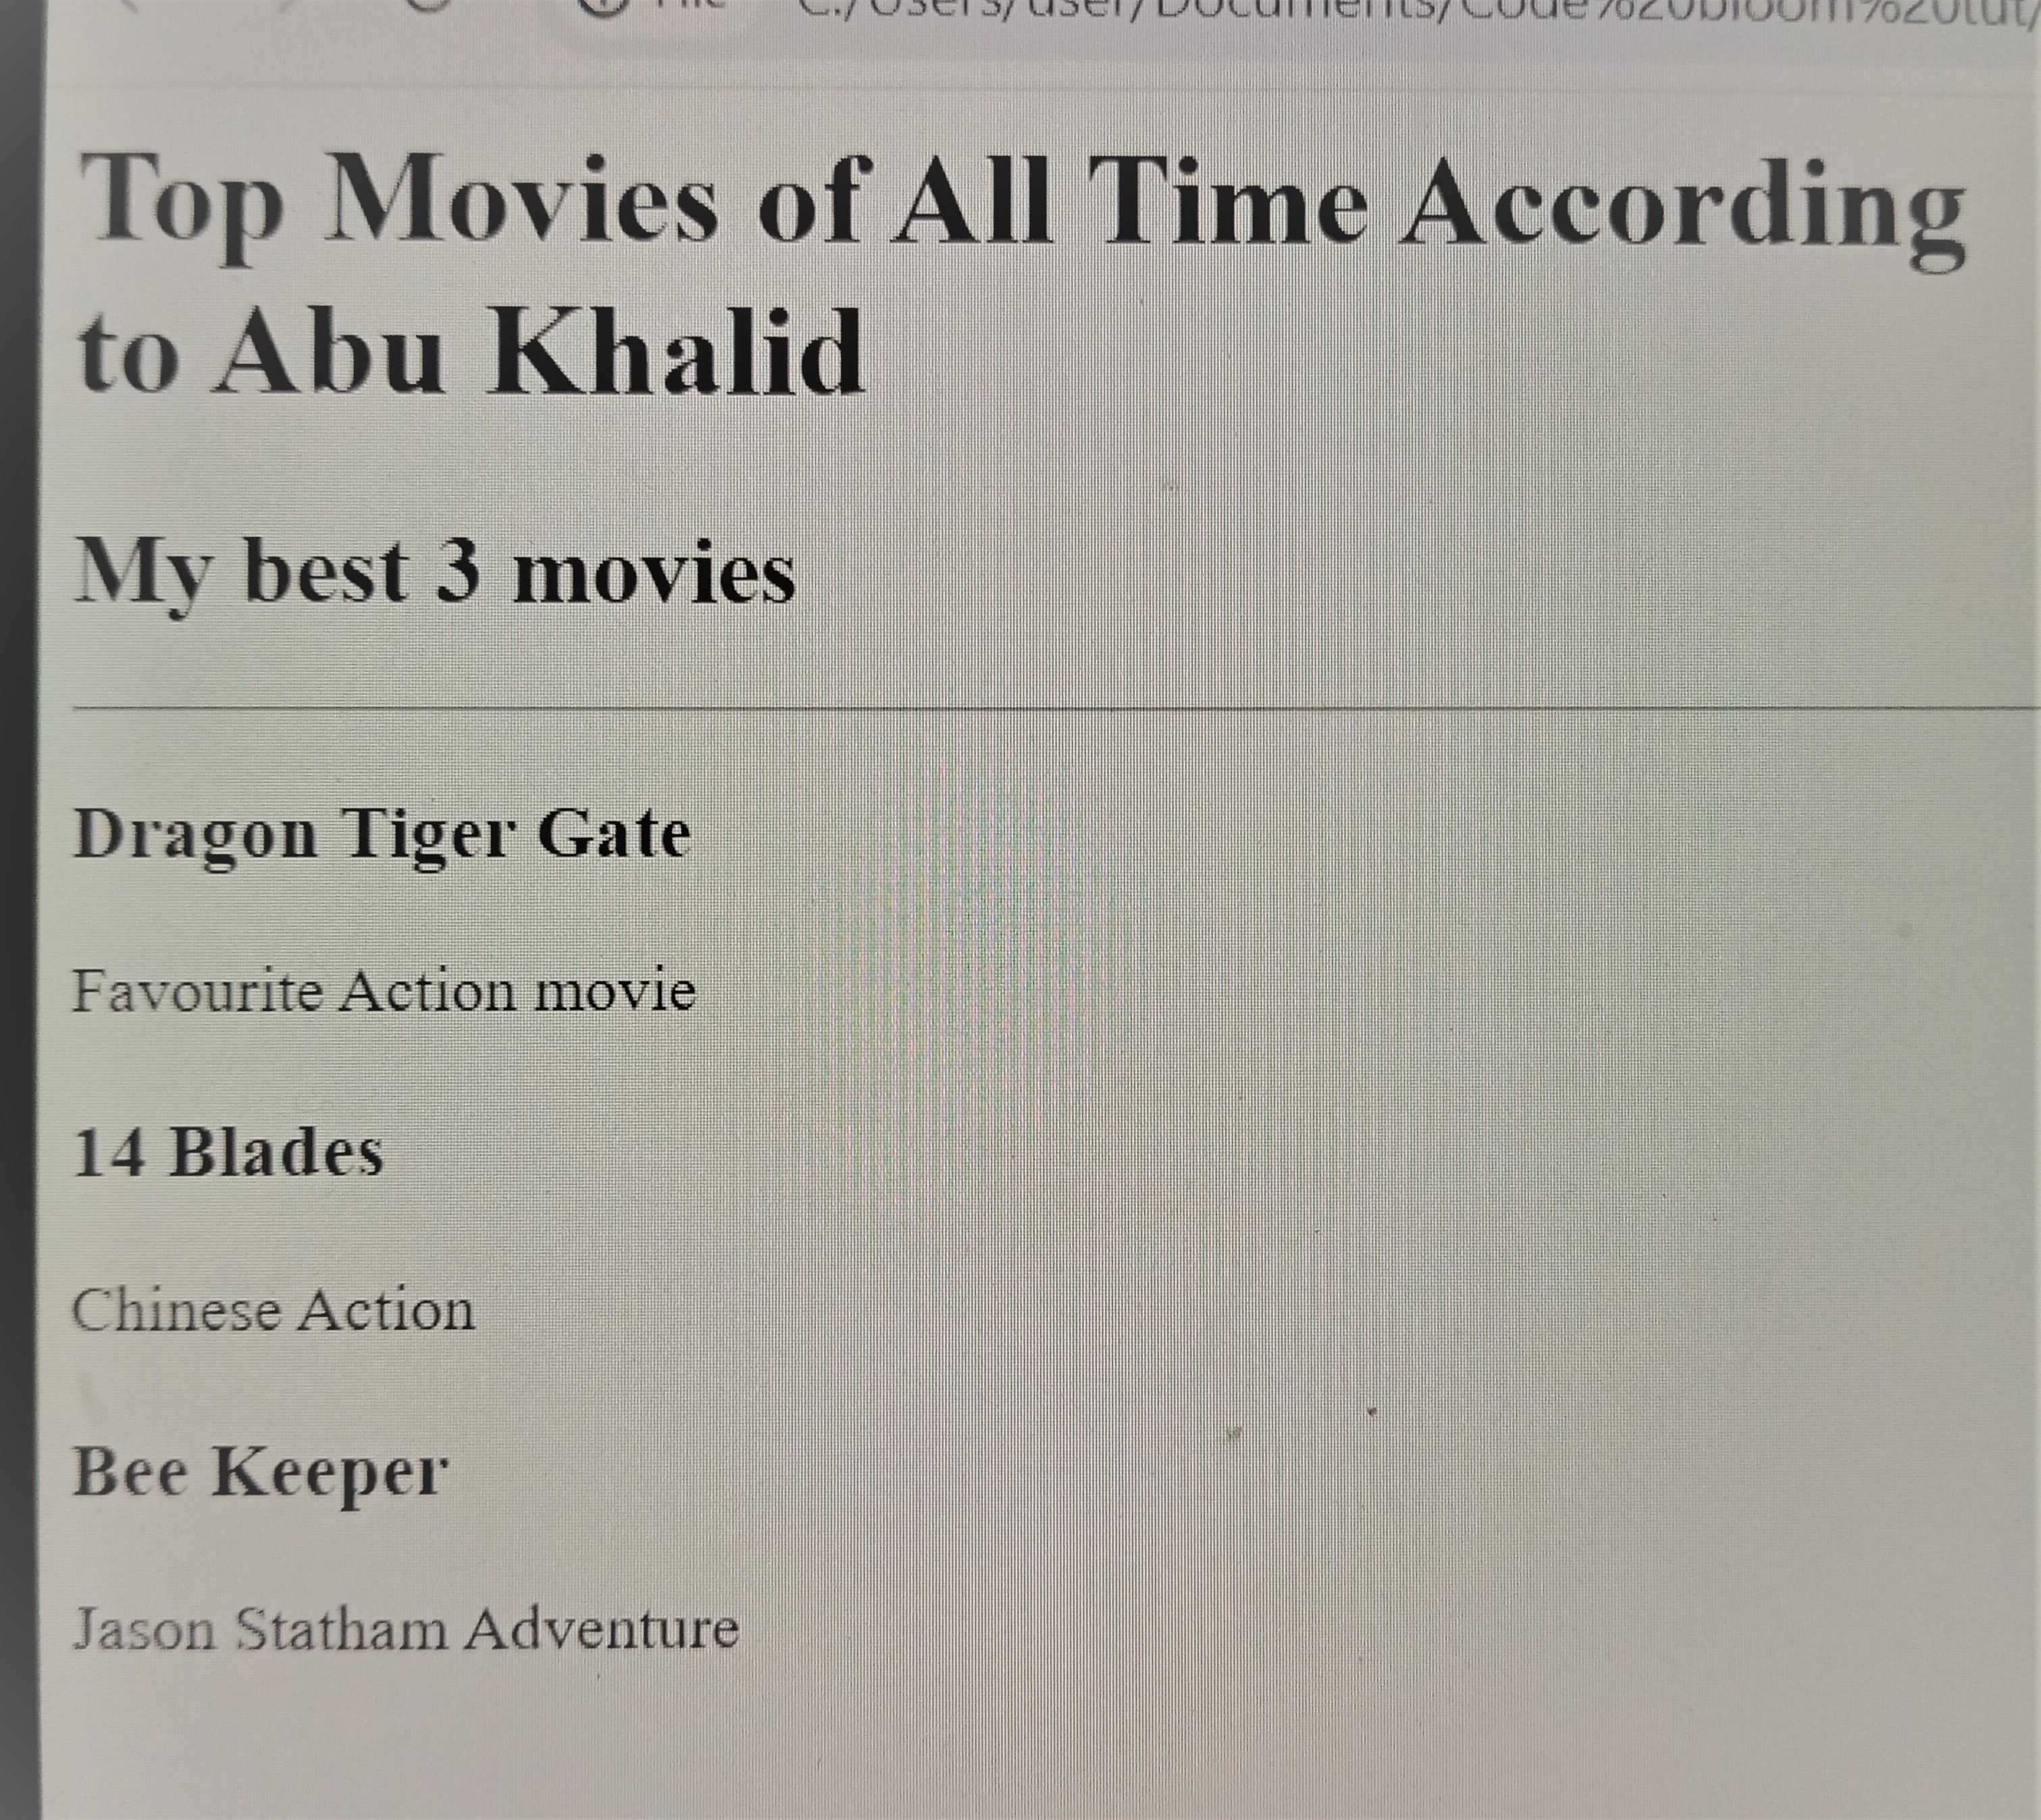 File C:/Users/user/Documents/Code%20bloom%20tut/
Top Movies of All Time According
to Abu Khalid
My best 3 movies
Dragon Tiger Gate
Favourite Action movie
14 Blades
Chinese Action
Bee Keeper
Jason Statham Adventure